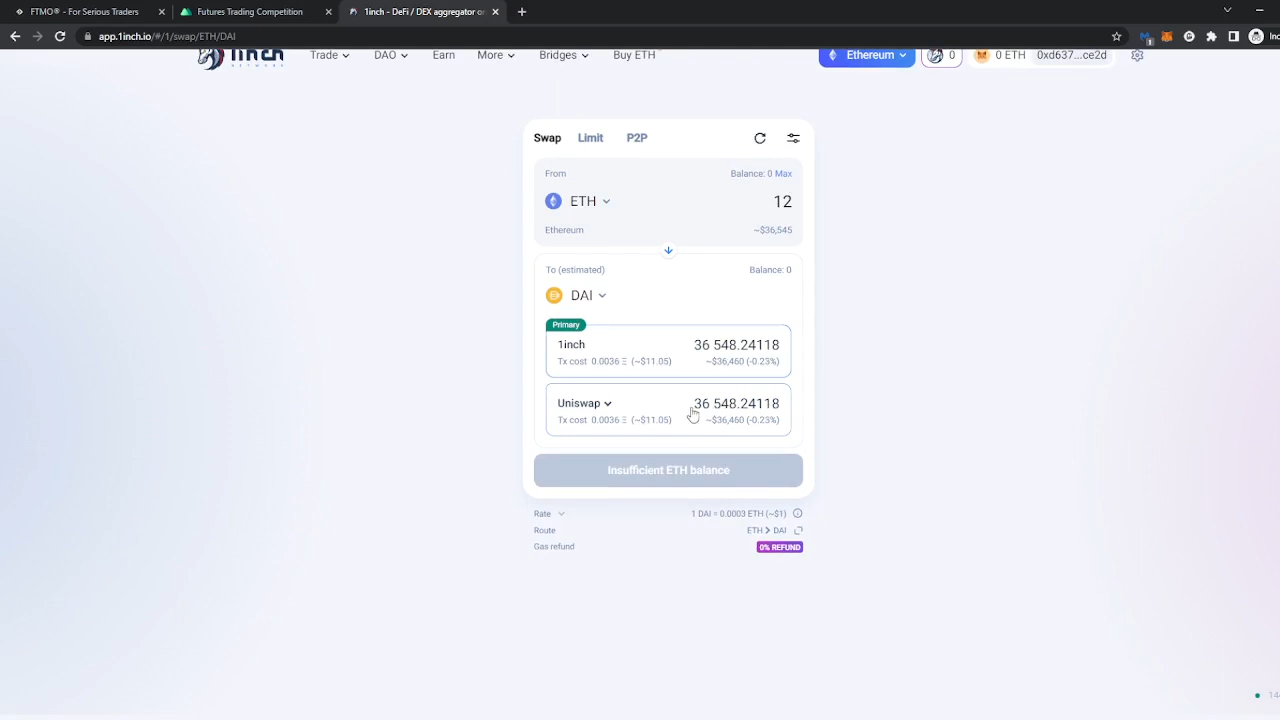 FTMO® - For Serious Traders
Futures Trading Competition
1inch - DeFi / DEX aggregator o
app.1inch.io/#/1/swap/ETH/DAI
1inch
NETWORK
Trade
DAO
Earn
More
Bridges
Buy ETH
Ethereum
0
0 ETH
0xd637...ce2d
Swap
Limit
P2P
From
Balance: 0 Max
ETH
12
Ethereum
~$36,545
To (estimated)
Balance: 0
DAI
Primary
1inch
36 548.24118
Tx cost 0.0036 Ξ (~$11.05)
~$36,460 (-0.23%)
Uniswap
36 548.24118
Tx cost 0.0036 Ξ (~$11.05)
~$36,460 (-0.23%)
Insufficient ETH balance
Rate
1 DAI = 0.0003 ETH (~$1)
Route
ETH > DAI
Gas refund
0% REFUND